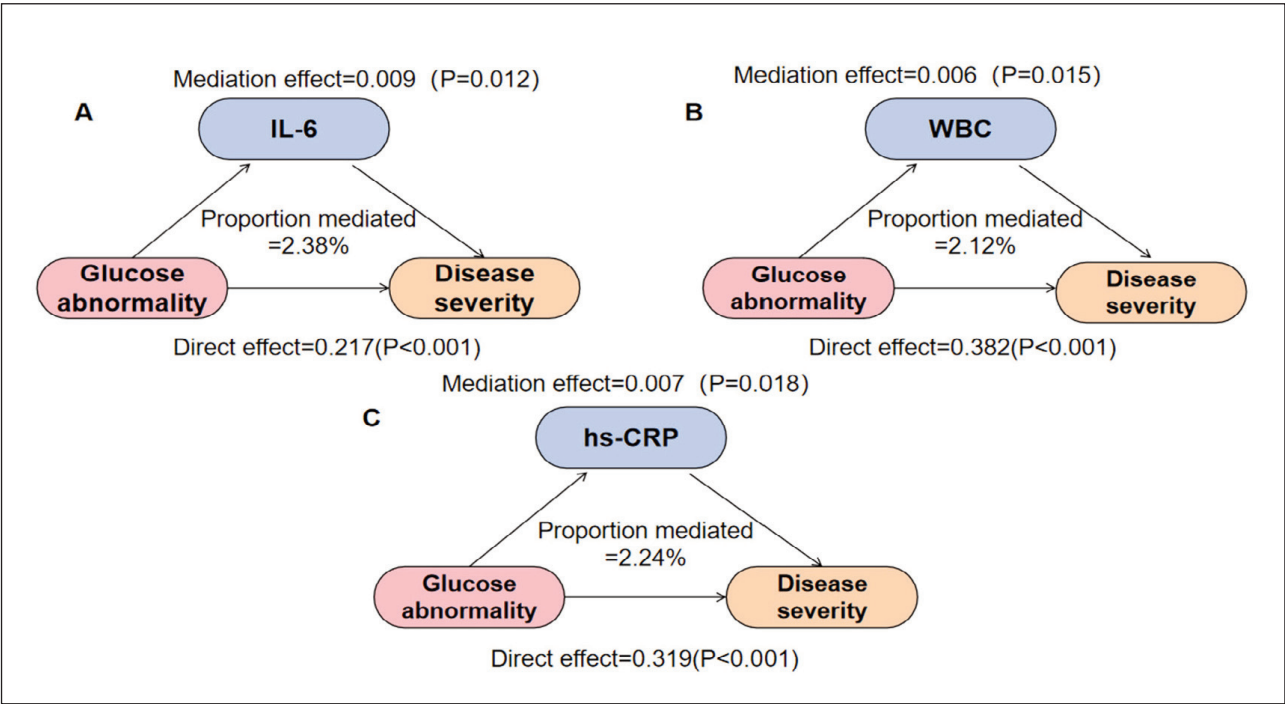 Mediation effect=0.009 (P=0.012)
A
IL-6
Proportion mediated
=2.38%
Glucose
abnormality
Disease
severity
Direct effect=0.217(P<0.001)
Mediation effect=0.006 (P=0.015)
B
WBC
Proportion mediated
=2.12%
Glucose
abnormality
Disease
severity
Direct effect=0.382(P<0.001)
Mediation effect=0.007 (P=0.018)
C
hs-CRP
Proportion mediated
=2.24%
Glucose
abnormality
Disease
severity
Direct effect=0.319(P<0.001)